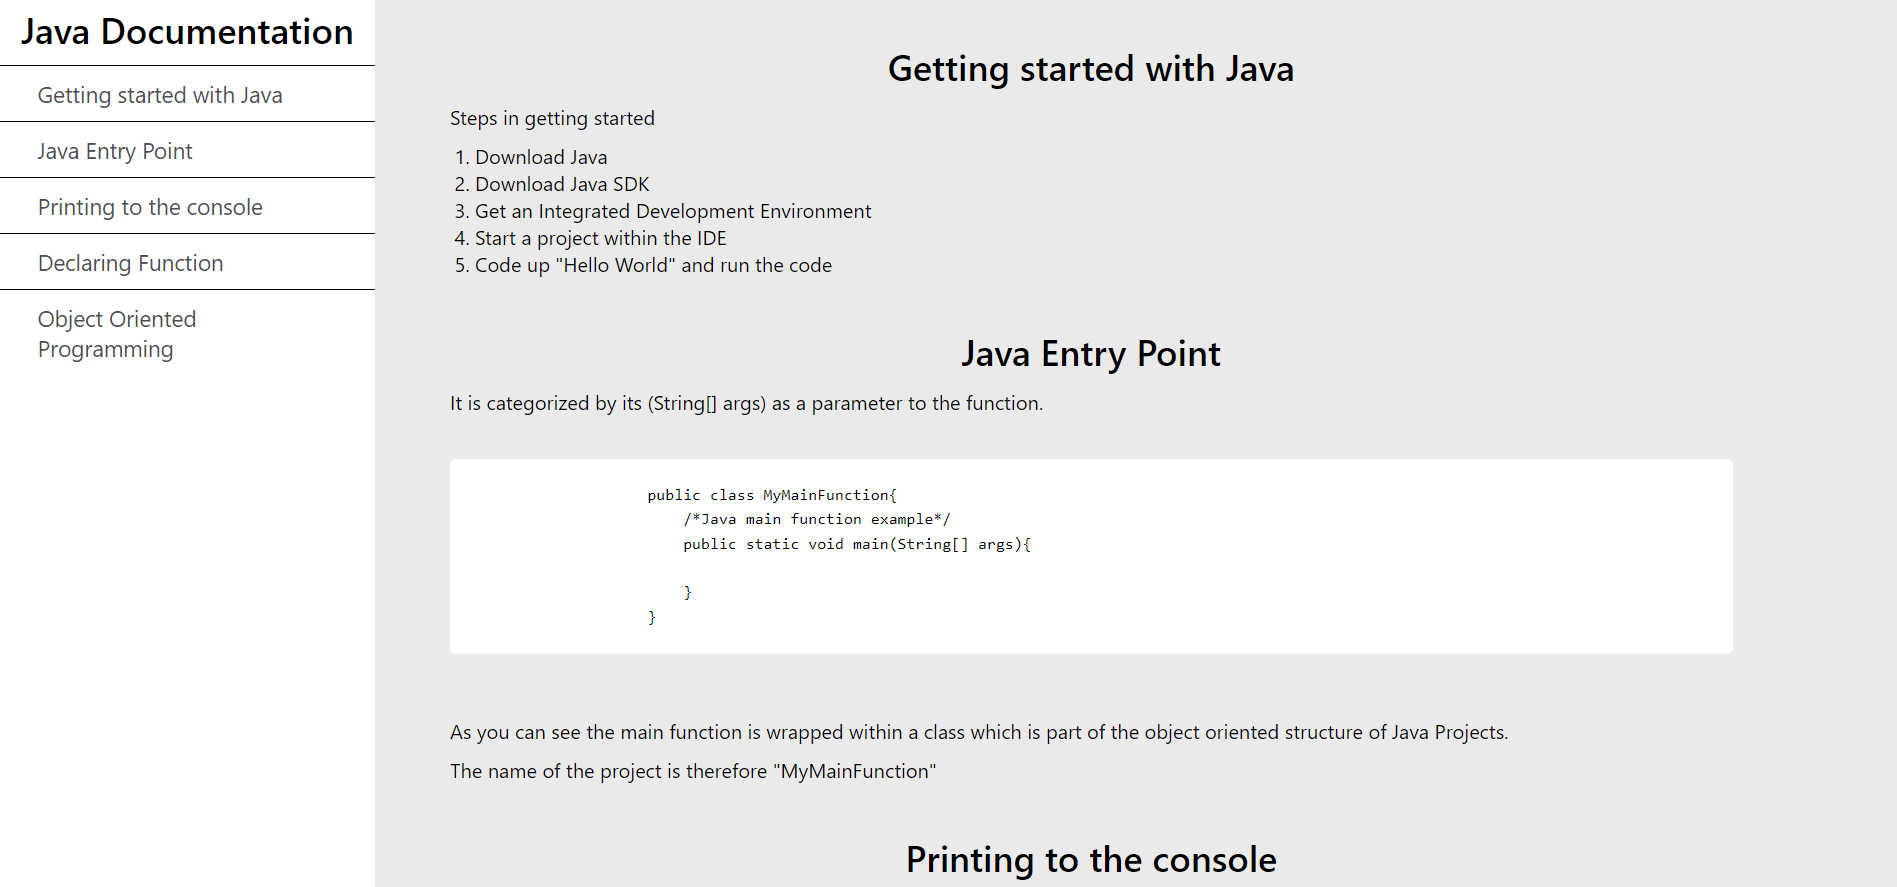 Java Documentation
Getting started with Java
Java Entry Point
Printing to the console
Declaring Function
Object Oriented
Programming
Getting started with Java
Steps in getting started
1. Download Java
2. Download Java SDK
3. Get an Integrated Development Environment
4. Start a project within the IDE
5. Code up "Hello World" and run the code
Java Entry Point
It is categorized by its (String[] args) as a parameter to the function.
public class MyMainFunction{
    /*Java main function example*/
    public static void main(String[] args){
    }
}
As you can see the main function is wrapped within a class which is part of the object oriented structure of Java Projects.
The name of the project is therefore "MyMainFunction"
Printing to the console